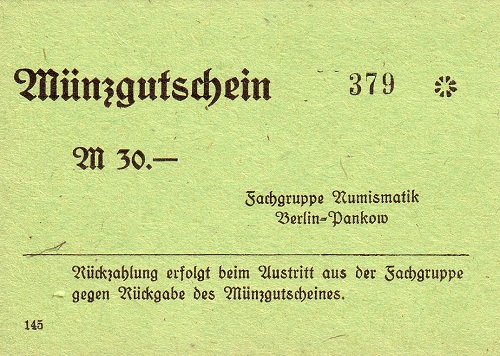 Münzgutschein 379
M 30.—
Fachgruppe Numismatik
Berlin-Pankow
Rückzahlung erfolgt beim Austritt aus der Fachgruppe
gegen Rückgabe des Münzgutscheines.
145